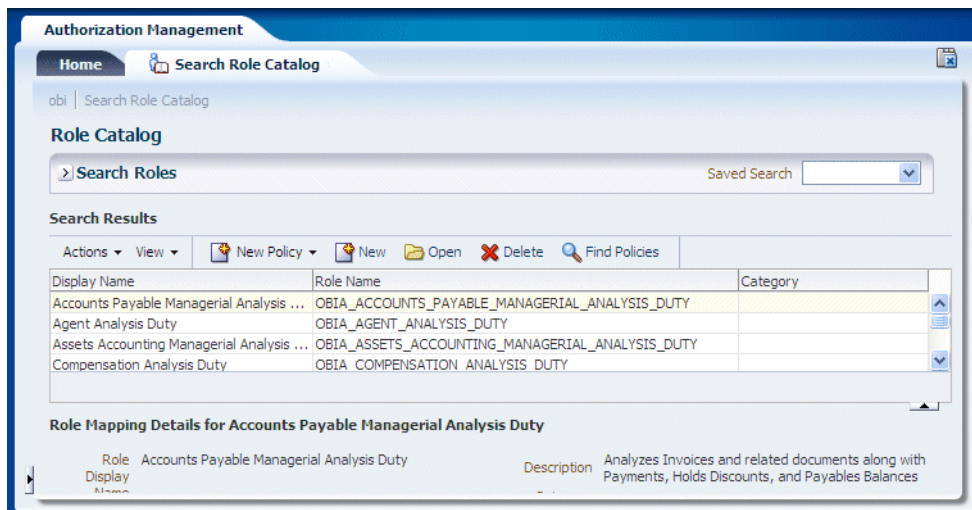 Authorization Management
Home
Search Role Catalog
obi | Search Role Catalog
Role Catalog
Search Roles
Saved Search
Search Results
Actions View New Policy New Open Delete Find Policies
Display Name Role Name Category
Accounts Payable Managerial Analysis ... OBIA_ACCOUNTS_PAYABLE_MANAGERIAL_ANALYSIS_DUTY
Agent Analysis Duty OBIA_AGENT_ANALYSIS_DUTY
Assets Accounting Managerial Analysis ... OBIA_ASSETS_ACCOUNTING_MANAGERIAL_ANALYSIS_DUTY
Compensation Analysis Duty OBIA_COMPENSATION_ANALYSIS_DUTY
Role Mapping Details for Accounts Payable Managerial Analysis Duty
Role Display Name
Accounts Payable Managerial Analysis Duty
Description
Analyzes Invoices and related documents along with
Payments, Holds Discounts, and Payables Balances